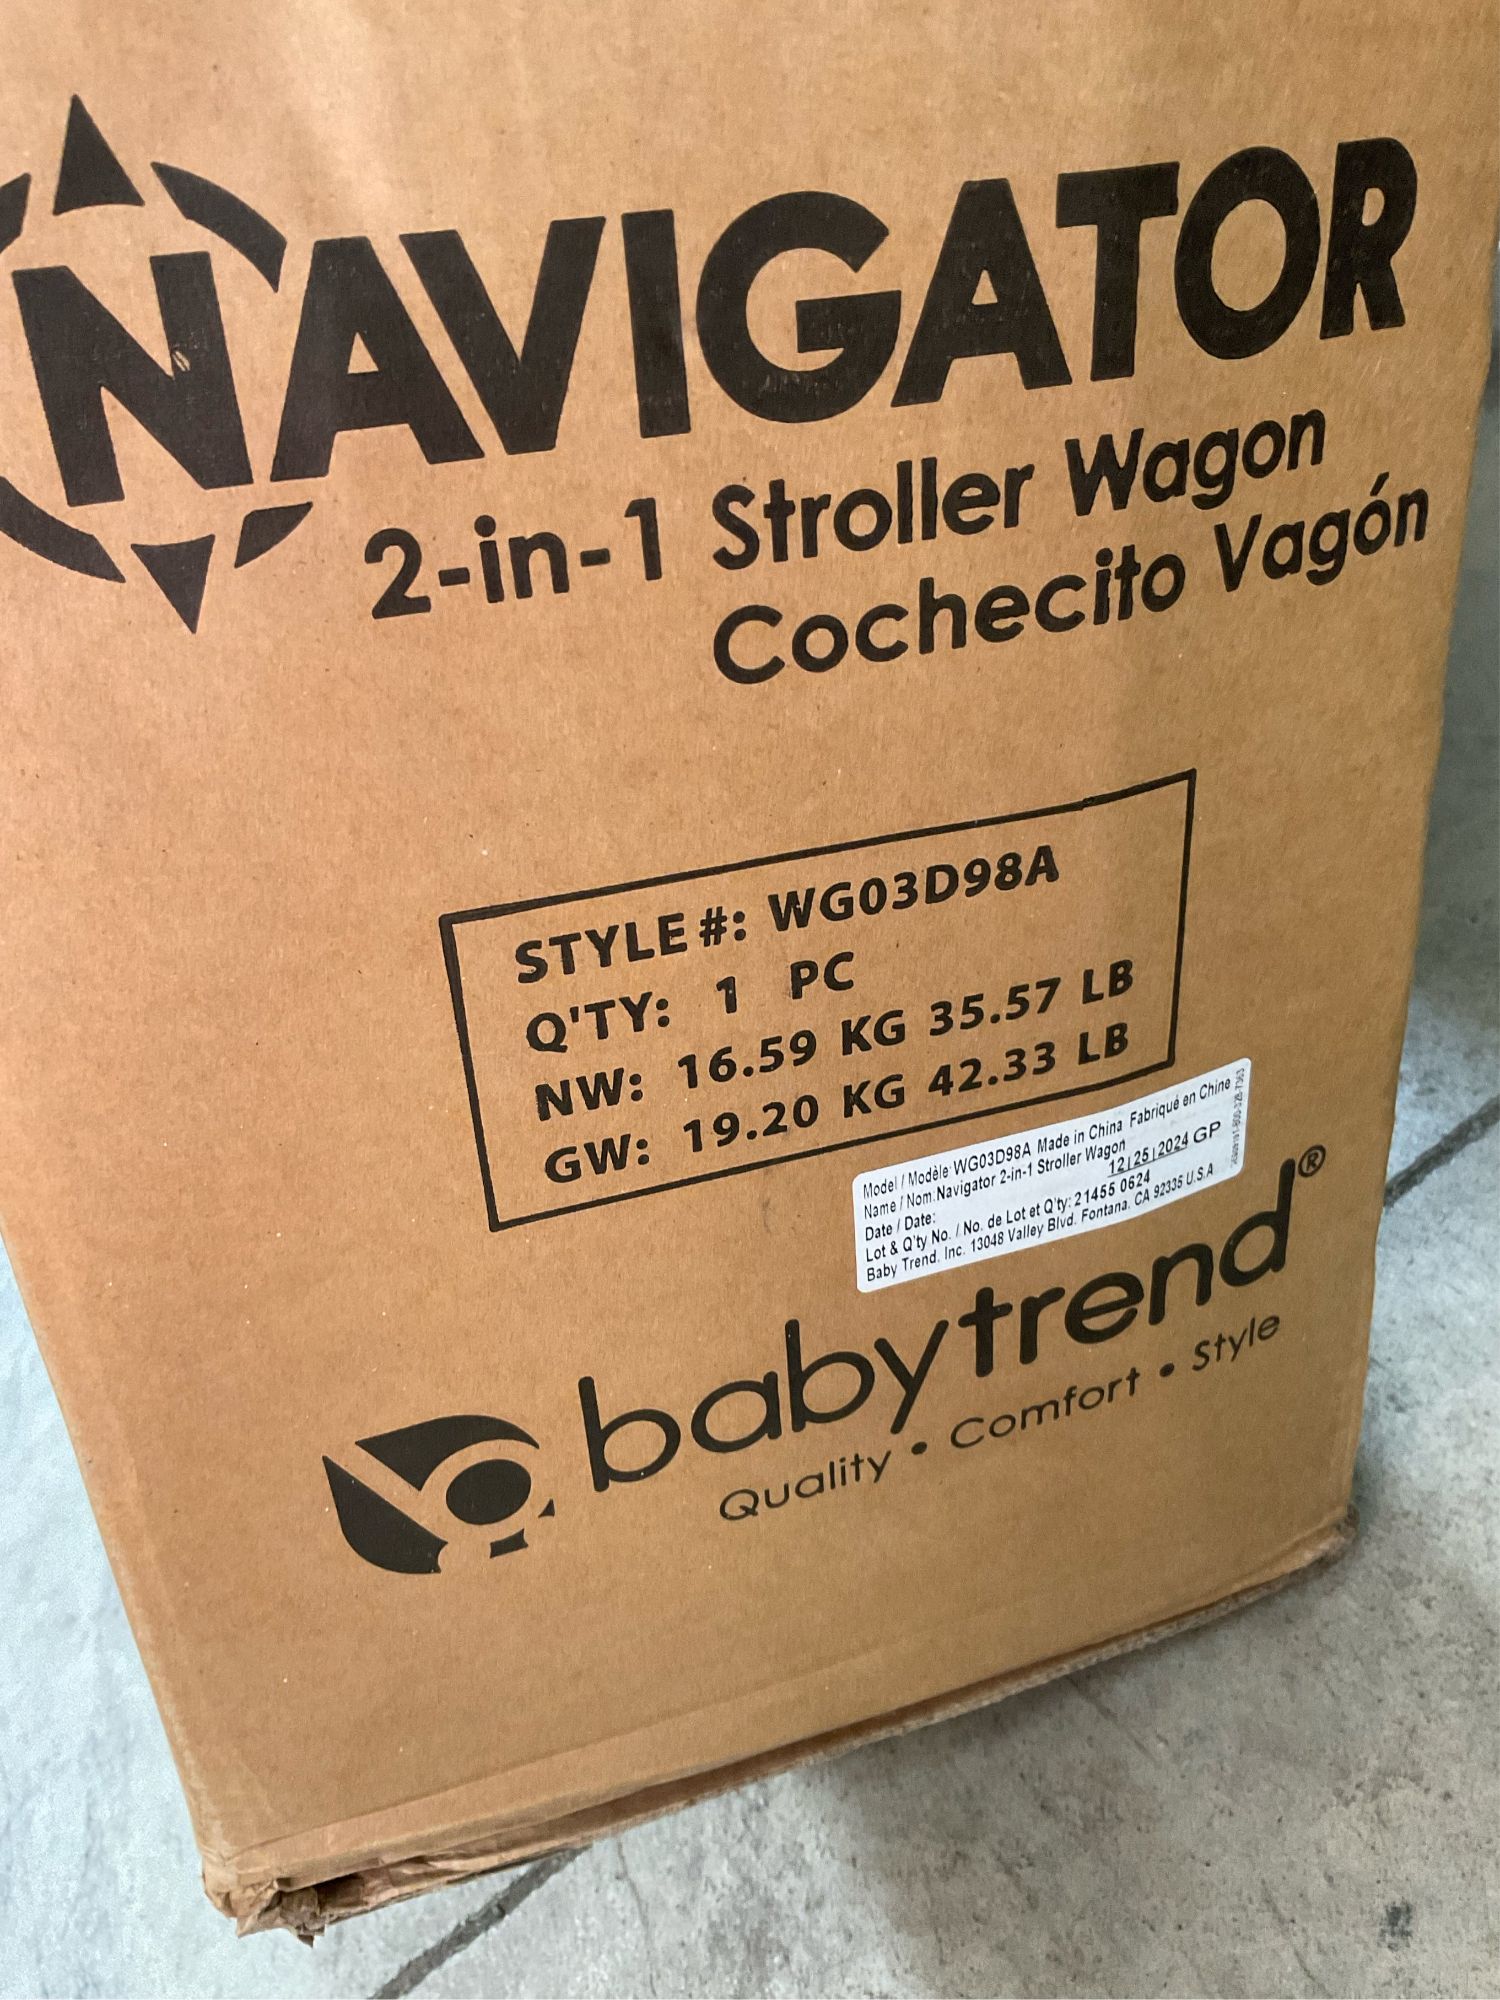 NAVIGATOR
2-in-1 Stroller Wagon
Cochecito Vagón
STYLE#: WG03D98A
Q'TY: 1 PC
NW: 16.59 KG 35.57 LB
GW: 19.20 KG 42.33 LB
Model / Modèle WG03D98A Made in China Fabriqué en Chine
Name / Nom: Navigator 2-in-1 Stroller Wagon
Date / Date: 12|25|2024 GP
Lot & Q'ty No. / No. de Lot et Q'ty: 21455 0624
Baby Trend, Inc. 13048 Valley Blvd. Fontana, CA 92335 U.S.A
babytrend®
Quality • Comfort • Style